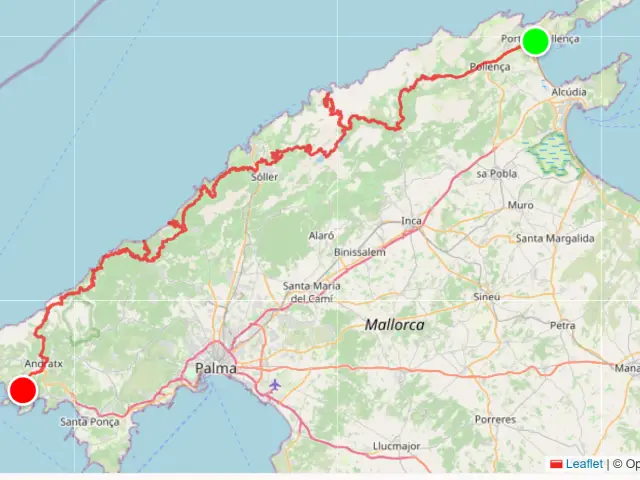 Port
llença
Pollença
Alcúdia
sa Pobla
Sóller
Muro
Inca
Alaró
Santa Margalida
Binissalem
Santa Maria
del Camí
Sineu
Mallorca
Petra
Andratx
Palma
Mana
Santa Ponça
Porreres
Llucmajor
Leaflet | © Op